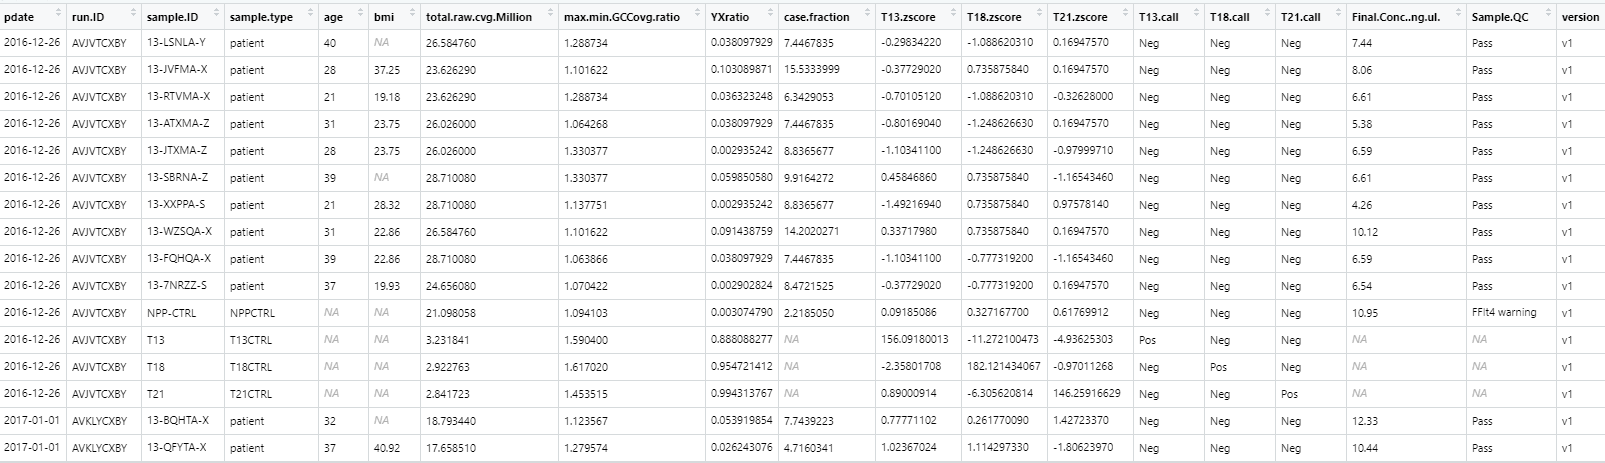 pdate run.ID sample.ID sample.type age bmi total.raw.cvg.Million max.min.GCCovg.ratio YXratio case.fraction T13.zscore T18.zscore T21.zscore T13.call T18.call T21.call Final.Conc..ng.ul. Sample.QC version
2016-12-26 AVJVTCXBY 13-LSNLA-Y patient 40 NA 26.584760 1.288734 0.038097929 7.4467835 -0.29834220 -1.088620310 0.16947570 Neg Neg Neg 7.44 Pass v1
2016-12-26 AVJVTCXBY 13-JVFMA-X patient 28 37.25 23.626290 1.101622 0.103089871 15.5333999 -0.37729020 0.735875840 0.16947570 Neg Neg Neg 8.06 Pass v1
2016-12-26 AVJVTCXBY 13-RTVMA-X patient 21 19.18 23.626290 1.288734 0.036323248 6.3429053 -0.70105120 -1.088620310 -0.32628000 Neg Neg Neg 6.61 Pass v1
2016-12-26 AVJVTCXBY 13-ATXMA-Z patient 31 23.75 26.026000 1.064268 0.038097929 7.4467835 -0.80169040 -1.248626630 0.16947570 Neg Neg Neg 5.38 Pass v1
2016-12-26 AVJVTCXBY 13-JTXMA-Z patient 28 23.75 26.026000 1.330377 0.002935242 8.8365677 -1.10341100 -1.248626630 -0.97999710 Neg Neg Neg 6.59 Pass v1
2016-12-26 AVJVTCXBY 13-SBRNA-Z patient 39 NA 28.710080 1.330377 0.059850580 9.9164272 0.45846860 0.735875840 -1.16543460 Neg Neg Neg 6.61 Pass v1
2016-12-26 AVJVTCXBY 13-XXPPA-S patient 21 28.32 28.710080 1.137751 0.002935242 8.8365677 -1.49216940 0.735875840 0.97578140 Neg Neg Neg 4.26 Pass v1
2016-12-26 AVJVTCXBY 13-WZSQA-X patient 31 22.86 26.584760 1.101622 0.091438759 14.2020271 0.33717980 0.735875840 0.16947570 Neg Neg Neg 10.12 Pass v1
2016-12-26 AVJVTCXBY 13-FQHQA-X patient 39 22.86 28.710080 1.063866 0.038097929 7.4467835 -1.10341100 -0.777319200 -1.16543460 Neg Neg Neg 6.59 Pass v1
2016-12-26 AVJVTCXBY 13-7NRZZ-S patient 37 19.93 24.656080 1.070422 0.002902824 8.4721525 -0.37729020 -0.777319200 0.16947570 Neg Neg Neg 6.54 Pass v1
2016-12-26 AVJVTCXBY NPP-CTRL NPPCTRL NA NA 21.098058 1.094103 0.003074790 2.2185050 0.09185086 0.327167700 0.61769912 Neg Neg Neg 10.95 FFlt4 warning v1
2016-12-26 AVJVTCXBY T13 T13CTRL NA NA 3.231841 1.590400 0.888088277 NA 156.09180013 -11.272100473 -4.93625303 Pos Neg Neg NA NA v1
2016-12-26 AVJVTCXBY T18 T18CTRL NA NA 2.922763 1.617020 0.954721412 NA -2.35801708 182.121434067 -0.97011268 Neg Pos Neg NA NA v1
2016-12-26 AVJVTCXBY T21 T21CTRL NA NA 2.841723 1.453515 0.994313767 NA 0.89000914 -6.305620814 146.25916629 Neg Neg Pos NA NA v1
2017-01-01 AVKLYCXBY 13-BQHTA-X patient 32 NA 18.793440 1.123567 0.053919854 7.7439223 0.77771102 0.261770090 1.42723370 Neg Neg Neg 12.33 Pass v1
2017-01-01 AVKLYCXBY 13-QFYTA-X patient 37 40.92 17.658510 1.279574 0.026243076 4.7160341 1.02367024 1.114297330 -1.80623970 Neg Neg Neg 10.44 Pass v1